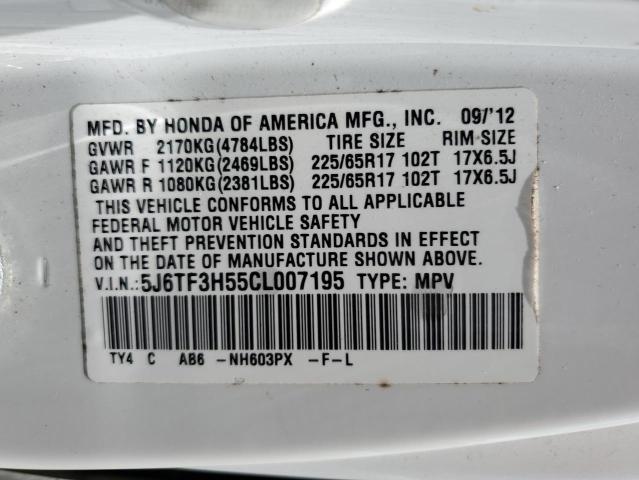 MFD. BY HONDA OF AMERICA MFG., INC. 09/'12
GVWR 2170KG(4784LBS) TIRE SIZE RIM SIZE
GAWR F 1120KG(2469LBS) 225/65R17 102T 17X6.5J
GAWR R 1080KG(2381LBS) 225/65R17 102T 17X6.5J
THIS VEHICLE CONFORMS TO ALL APPLICABLE
FEDERAL MOTOR VEHICLE SAFETY
AND THEFT PREVENTION STANDARDS IN EFFECT
ON THE DATE OF MANUFACTURE SHOWN ABOVE.
V.I.N.:5J6TF3H55CL007195 TYPE: MPV
TY4 C AB6 -NH603PX -F-L